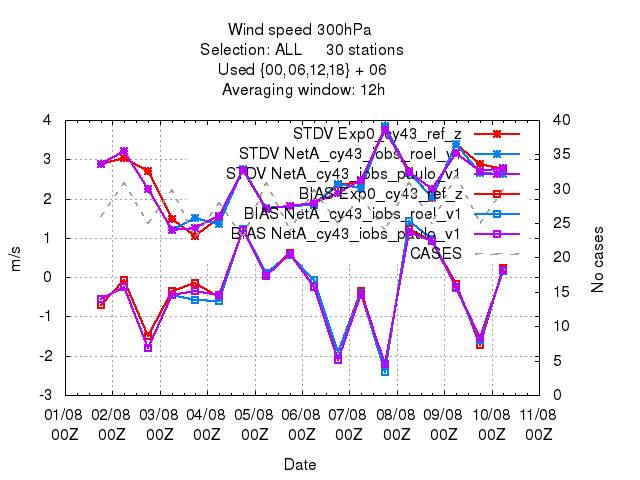 Wind speed 300hPa
Selection: ALL 30 stations
Used {00,06,12,18} + 06
Averaging window: 12h
STDV Exp0_cy43_ref_z
STDV NetA_cy43_iobs_roel_v1
STDV NetA_cy43_iobs_paulo_v1
BIAS Exp0_cy43_ref_z
BIAS NetA_cy43_iobs_roel_v1
BIAS NetA_cy43_iobs_paulo_v1
CASES
4
3
2
1
0
-1
-2
-3
m/s
40
35
30
25
20
15
10
5
0
No cases
01/08 02/08 03/08 04/08 05/08 06/08 07/08 08/08 09/08 10/08 11/08
00Z 00Z 00Z 00Z 00Z 00Z 00Z 00Z 00Z 00Z 00Z
Date